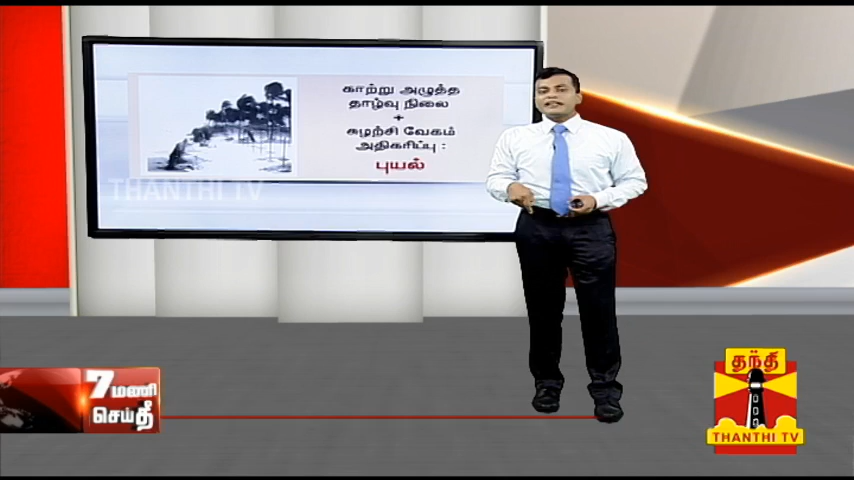 காற்று அழுத்த
தாழ்வு நிலை
+
சுழற்சி வேகம்
அதிகரிப்பு :
புயல்
THANTHI TV
7 மணி
செய்தீ
தந்தி
THANTHI TV